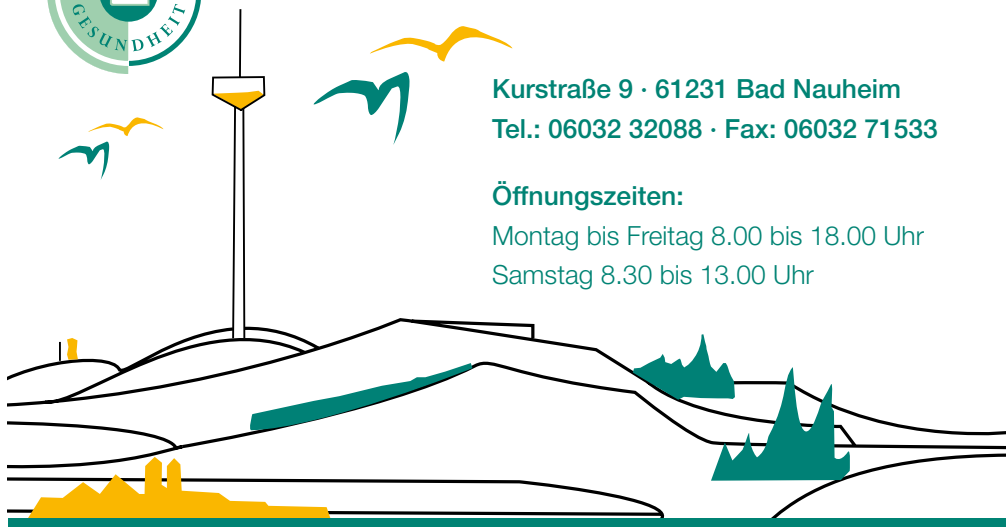 GESUNDHEIT
Kurstraße 9 · 61231 Bad Nauheim
Tel.: 06032 32088 · Fax: 06032 71533
Öffnungszeiten:
Montag bis Freitag 8.00 bis 18.00 Uhr
Samstag 8.30 bis 13.00 Uhr